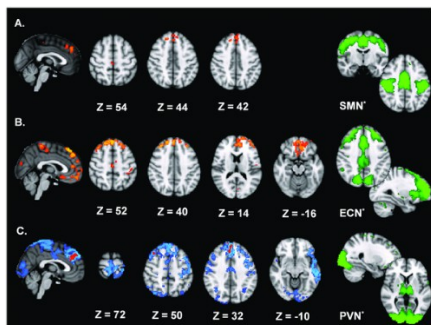 A.
Z = 54 Z = 44 Z = 42 SMN*
B.
Z = 52 Z = 40 Z = 14 Z = -16 ECN*
C.
Z = 72 Z = 50 Z = 32 Z = -10 PVN*